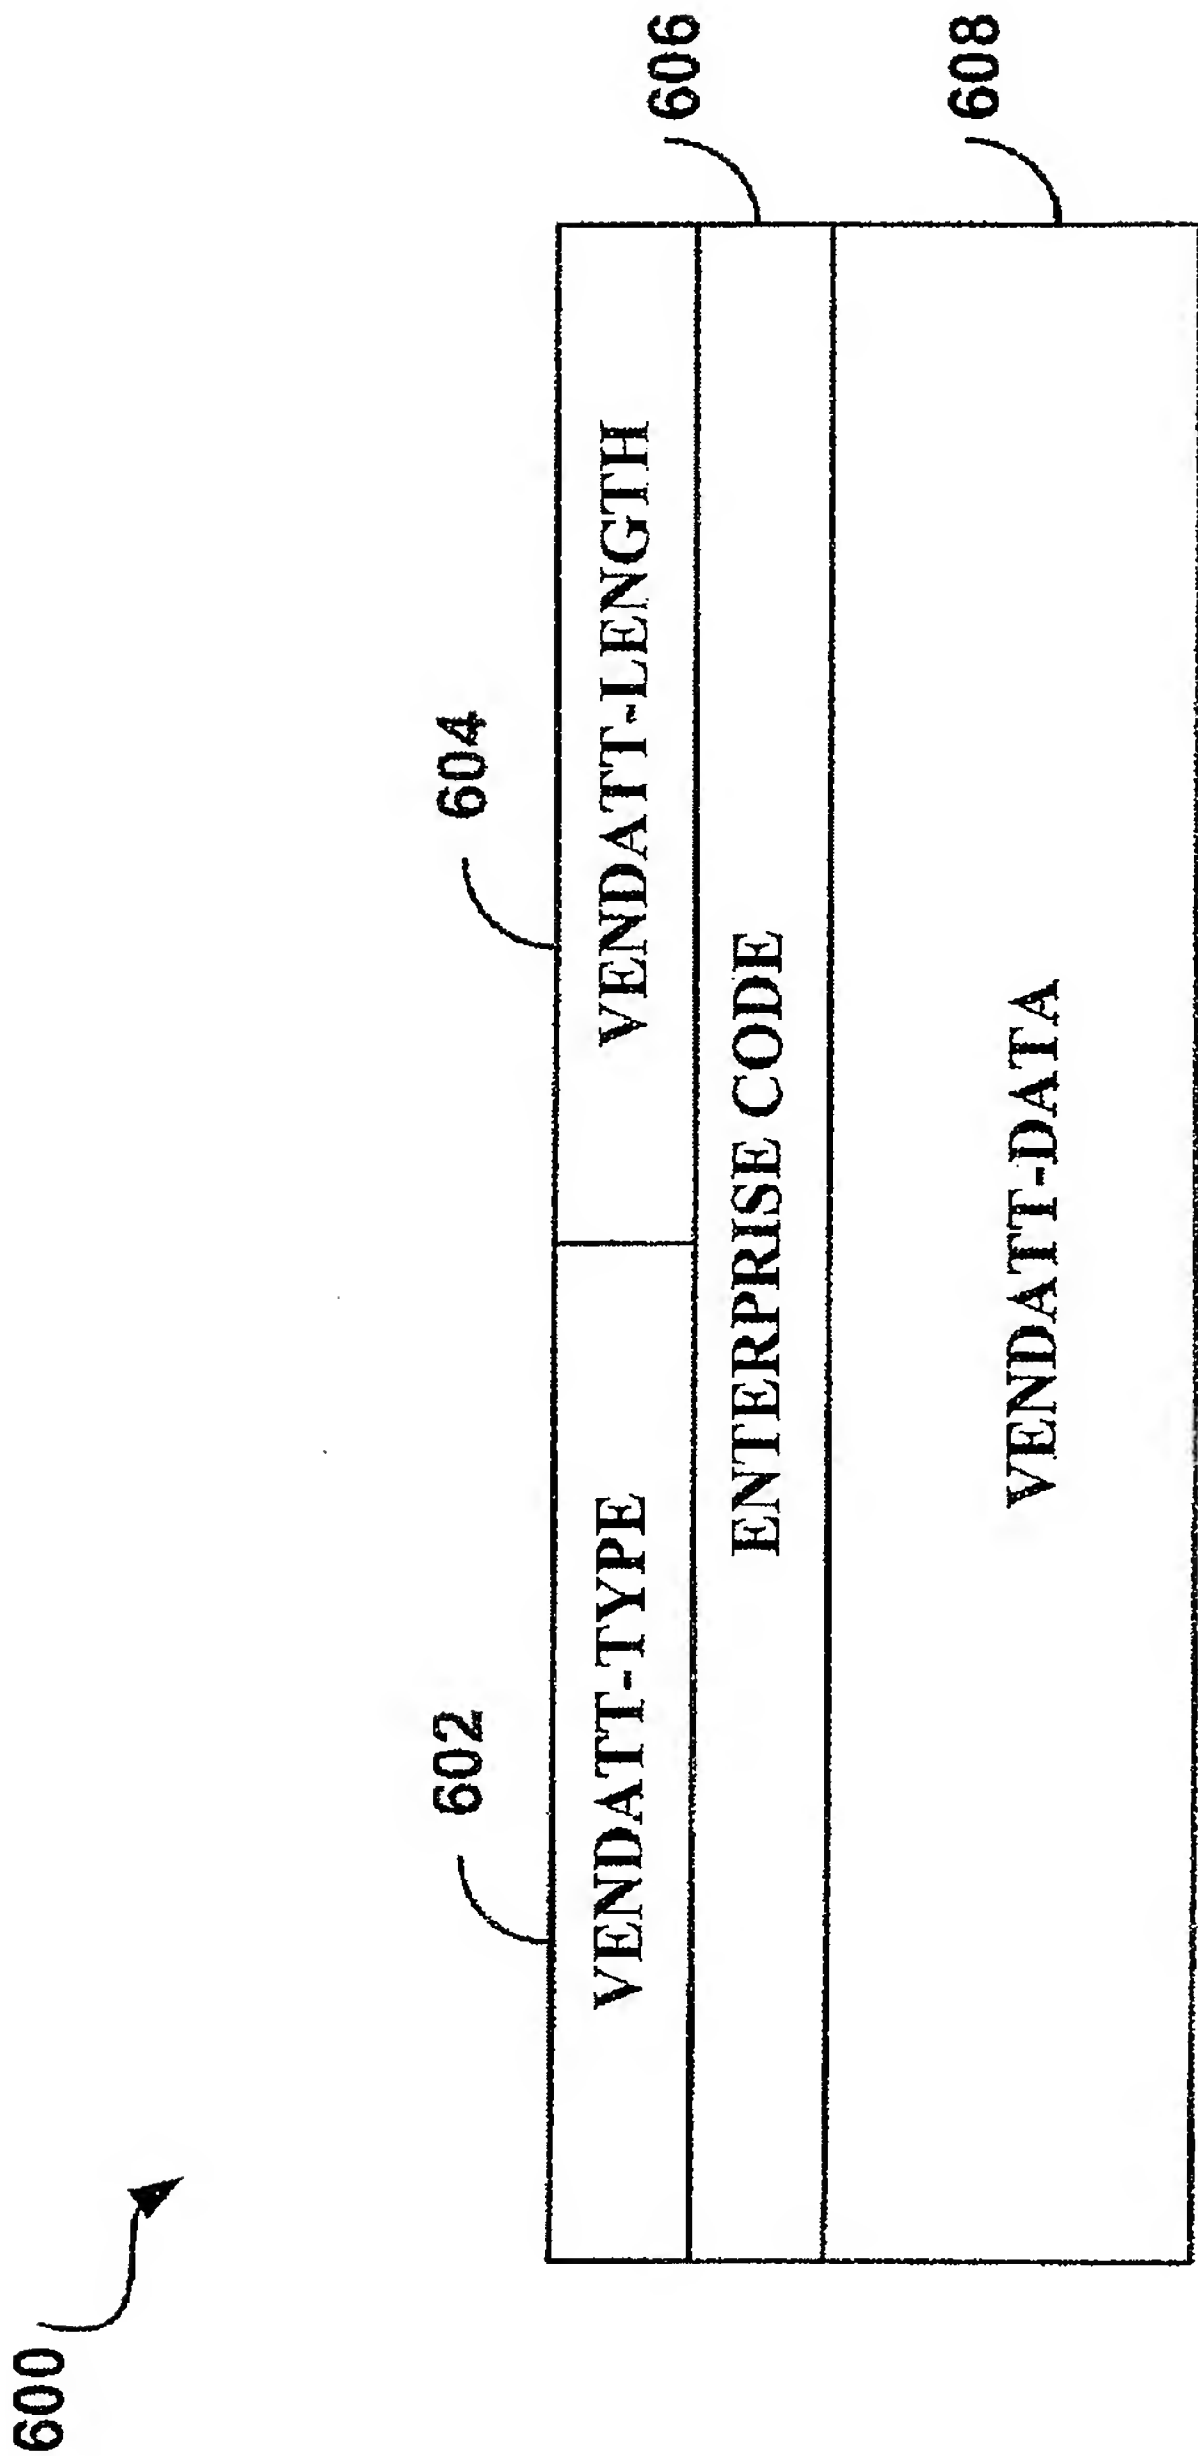 600
602
604
VENDATT-TYPE
VENDATT-LENGTH
606
ENTERPRISE CODE
608
VENDATT-DATA